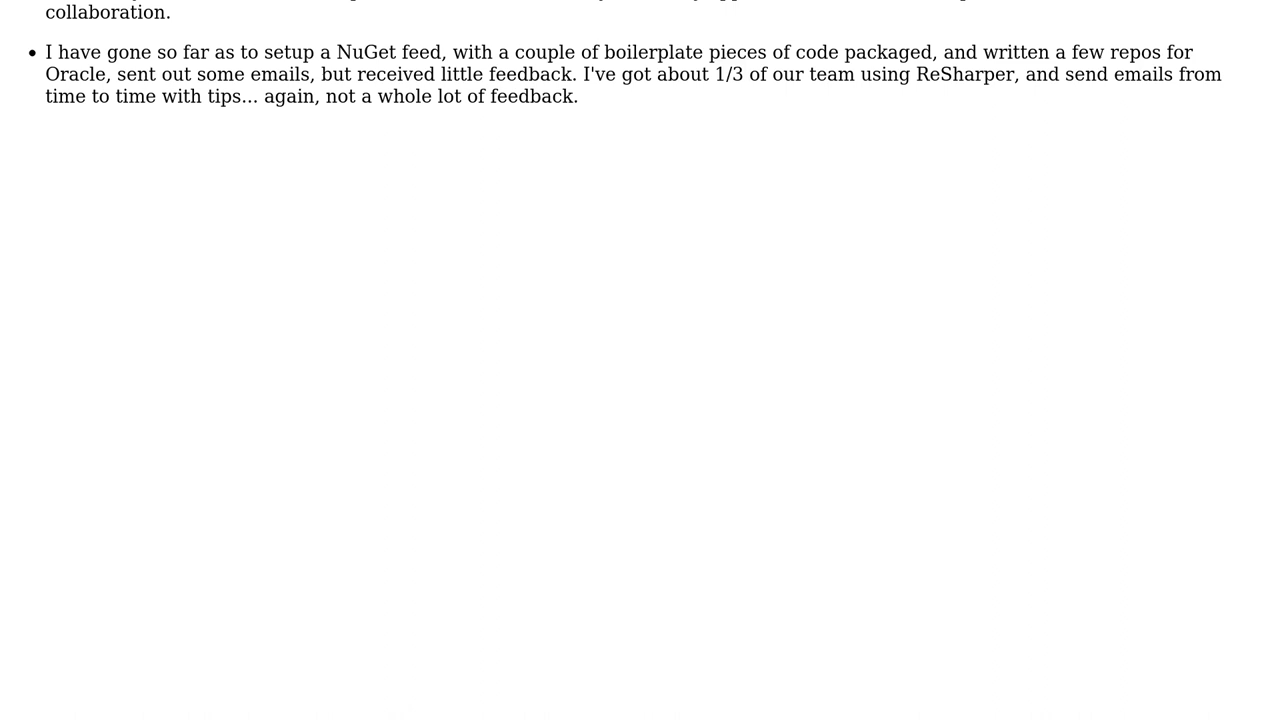 collaboration.
• I have gone so far as to setup a NuGet feed, with a couple of boilerplate pieces of code packaged, and written a few repos for
Oracle, sent out some emails, but received little feedback. I've got about 1/3 of our team using ReSharper, and send emails from
time to time with tips... again, not a whole lot of feedback.